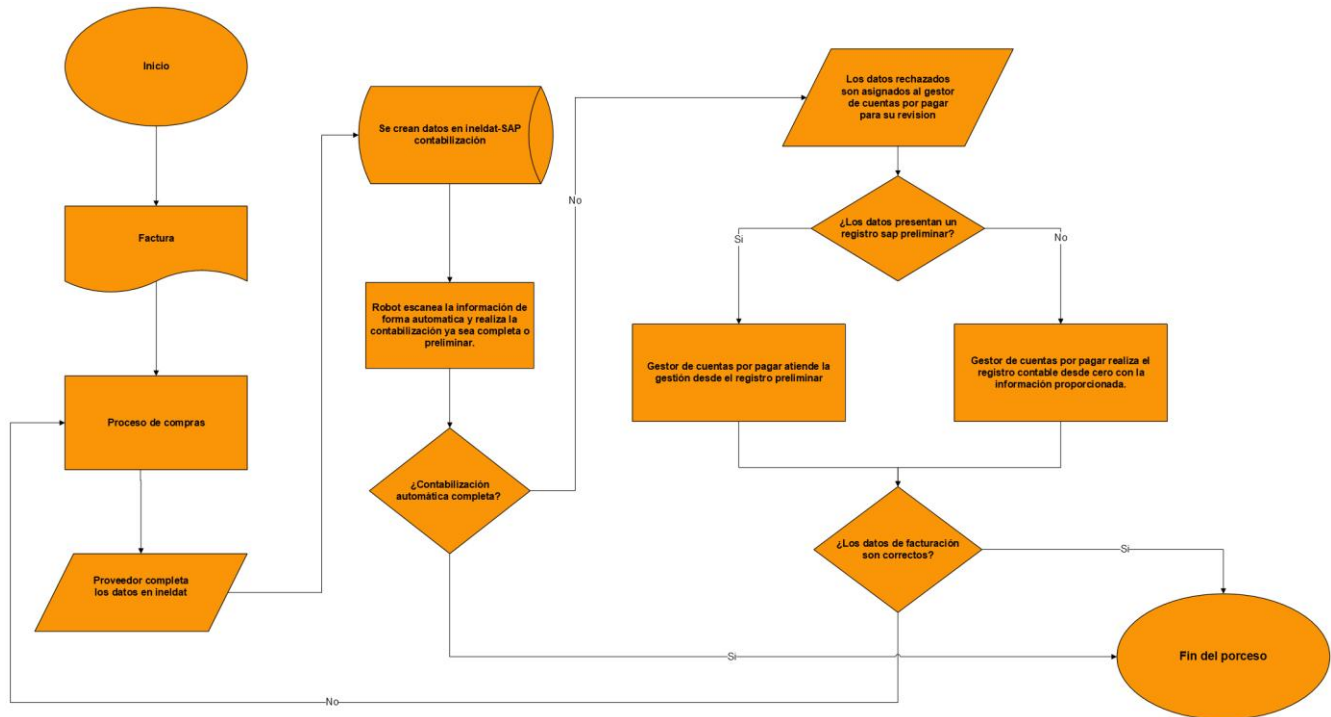 Inicio
Factura
Proceso de compras
Proveedor completa
los datos en ineldat
Se crean datos en ineldat-SAP
contabilización
Robot escanea la información de
forma automatica y realiza la
contabilización ya sea completa o
preliminar.
¿Contabilización
automática completa?
No
Si
Los datos rechazados
son asignados al gestor
de cuentas por pagar
para su revision
¿Los datos presentan un
registro sap preliminar?
Si
No
Gestor de cuentas por pagar atiende la
gestión desde el registro preliminar
Gestor de cuentas por pagar realiza el
registro contable desde cero con la
información proporcionada.
¿Los datos de facturación
son correctos?
Si
No
Fin del porceso